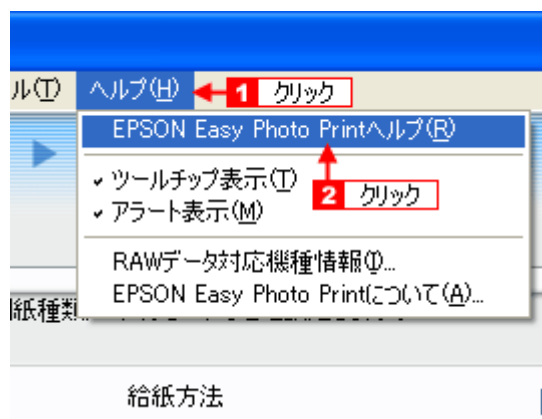 ル(T) ヘルプ(H) 1 クリック
EPSON Easy Photo Printヘルプ(R)
ツールチップ表示(T)
2 クリック
アラート表示(M)
RAWデータ対応機種情報(I)...
EPSON Easy Photo Printについて(A)...
紙種類
給紙方法